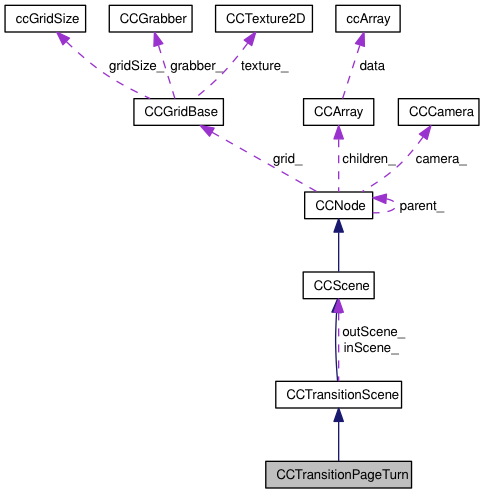 ccGridSize
CCGrabber
CCTexture2D
ccArray
gridSize_
grabber_
texture_
data
CCGridBase
CCArray
CCCamera
grid_
children_
camera_
CCNode
parent_
CCScene
outScene_
inScene_
CCTransitionScene
CCTransitionPageTurn